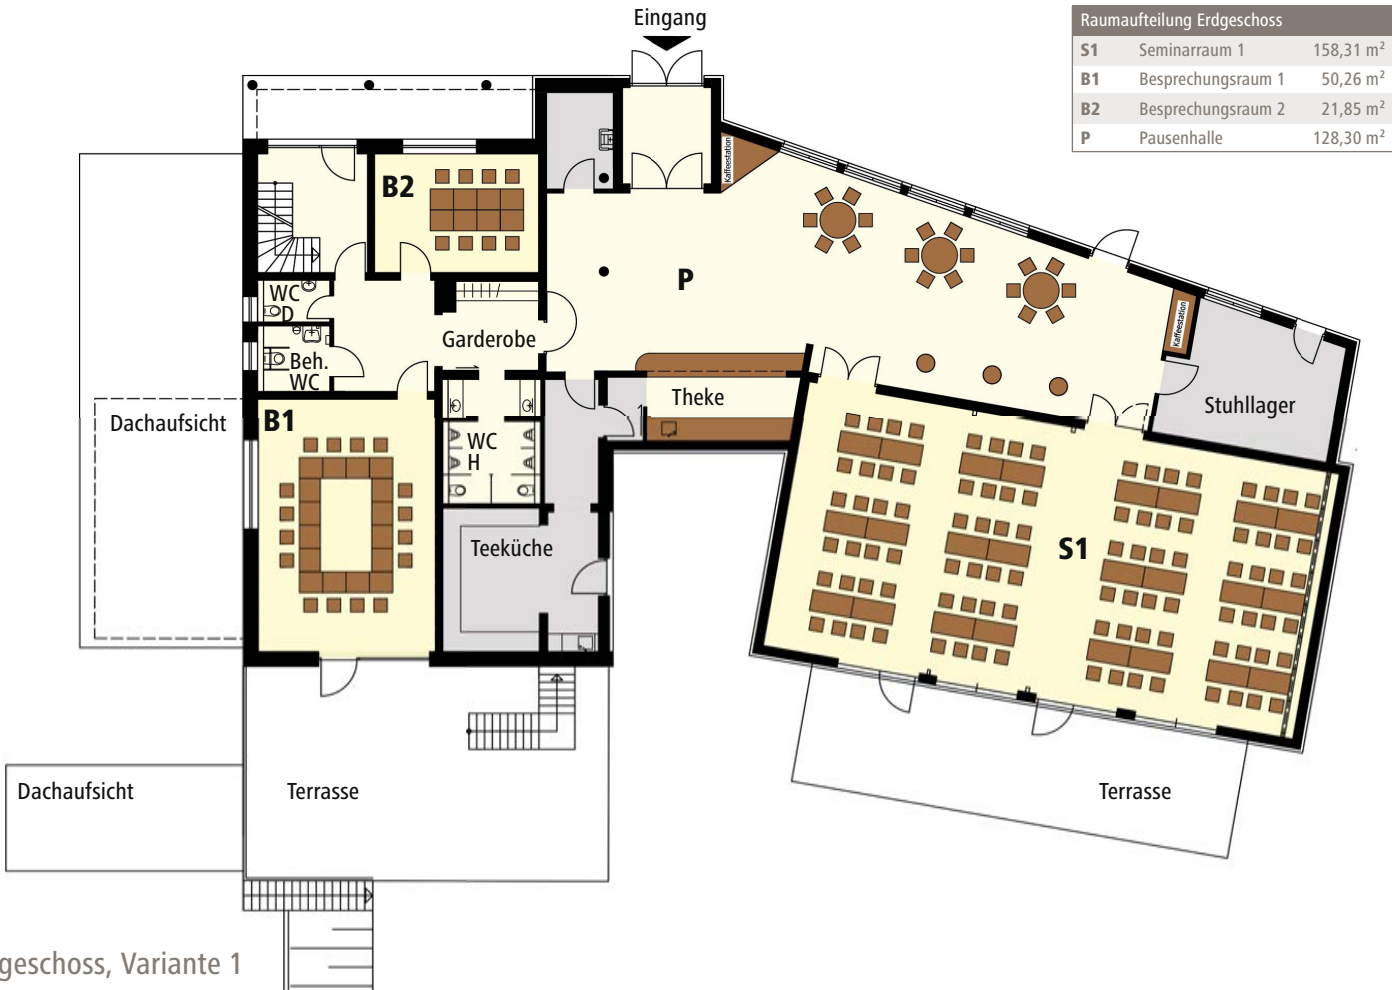 Eingang
Raumaufteilung Erdgeschoss
S1 Seminarraum 1 158,31 m²
B1 Besprechungsraum 1 50,26 m²
B2 Besprechungsraum 2 21,85 m²
P Pausenhalle 128,30 m²
Kaffeestation
B2
P
WC
D
Garderobe
Kaffeestation
Beh.
WC
Theke
Stuhllager
Dachaufsicht
B1
WC
H
Teeküche
S1
Dachaufsicht
Terrasse
Terrasse
geschoss, Variante 1